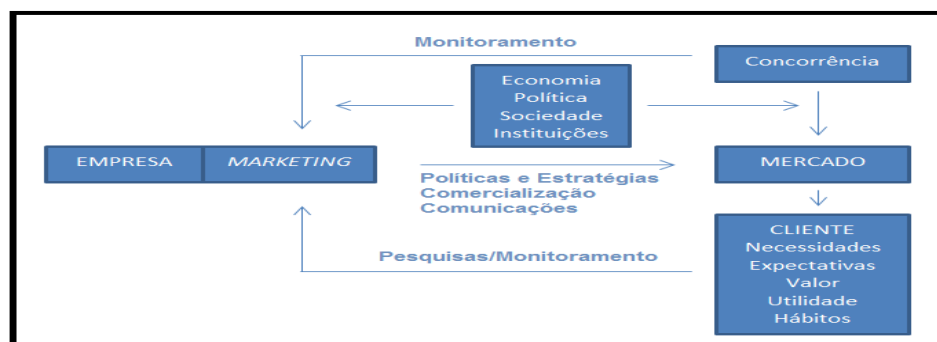 Monitoramento
Concorrência
Economia
Política
Sociedade
Instituições
EMPRESA
MARKETING
MERCADO
Políticas e Estratégias
Comercialização
Comunicações
Pesquisas/Monitoramento
CLIENTE
Necessidades
Expectativas
Valor
Utilidade
Hábitos